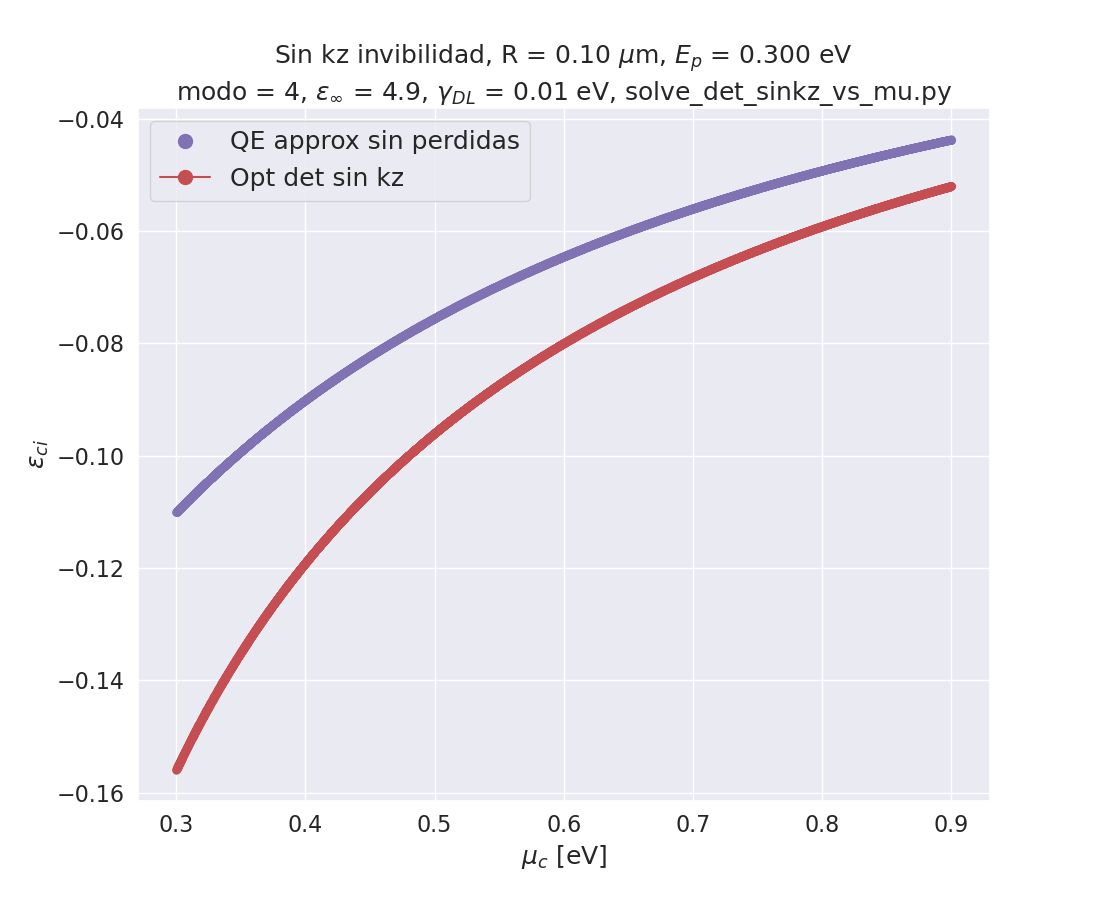 Sin kz invibilidad, R = 0.10 μm, E_p = 0.300 eV
modo = 4, ε_∞ = 4.9, γ_DL = 0.01 eV, solve_det_sinkz_vs_mu.py
QE approx sin perdidas
Opt det sin kz
−0.04
−0.06
−0.08
−0.10
−0.12
−0.14
−0.16
ε_ci
0.3 0.4 0.5 0.6 0.7 0.8 0.9
μ_c [eV]